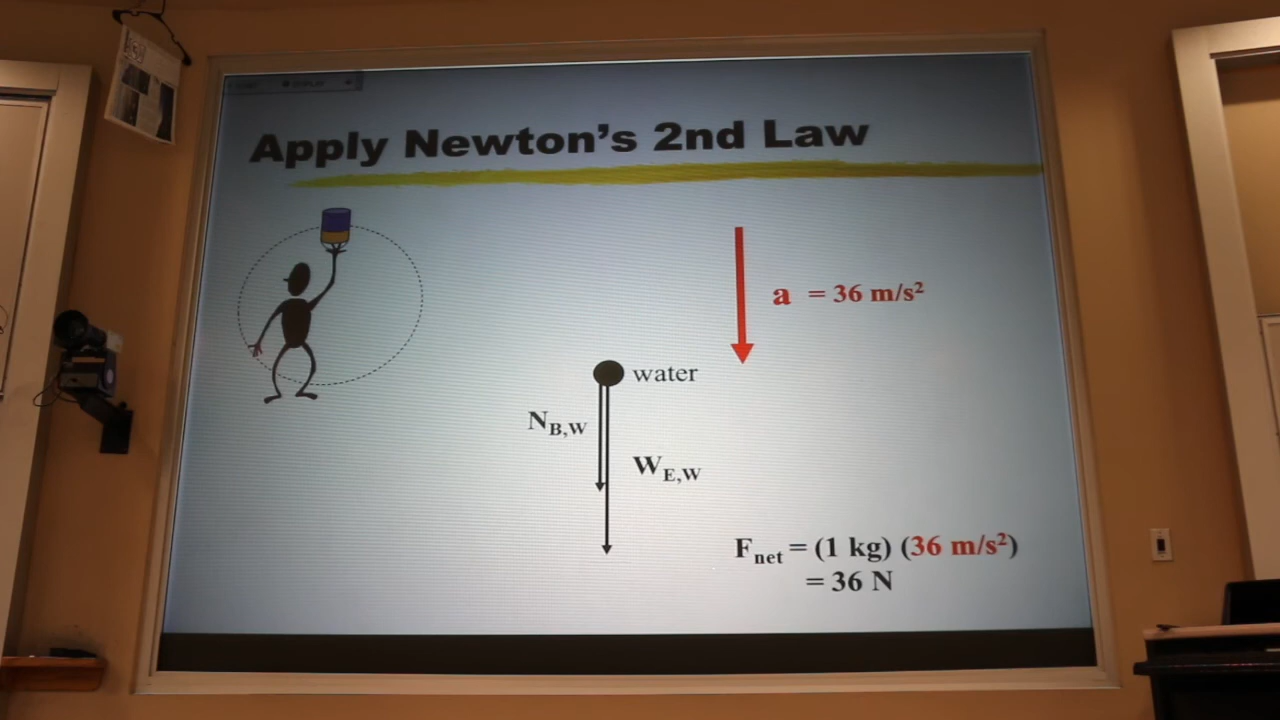 Apply Newton's 2nd Law
a = 36 m/s²
water
N_B,W
W_E,W
F_net = (1 kg) (36 m/s²)
= 36 N